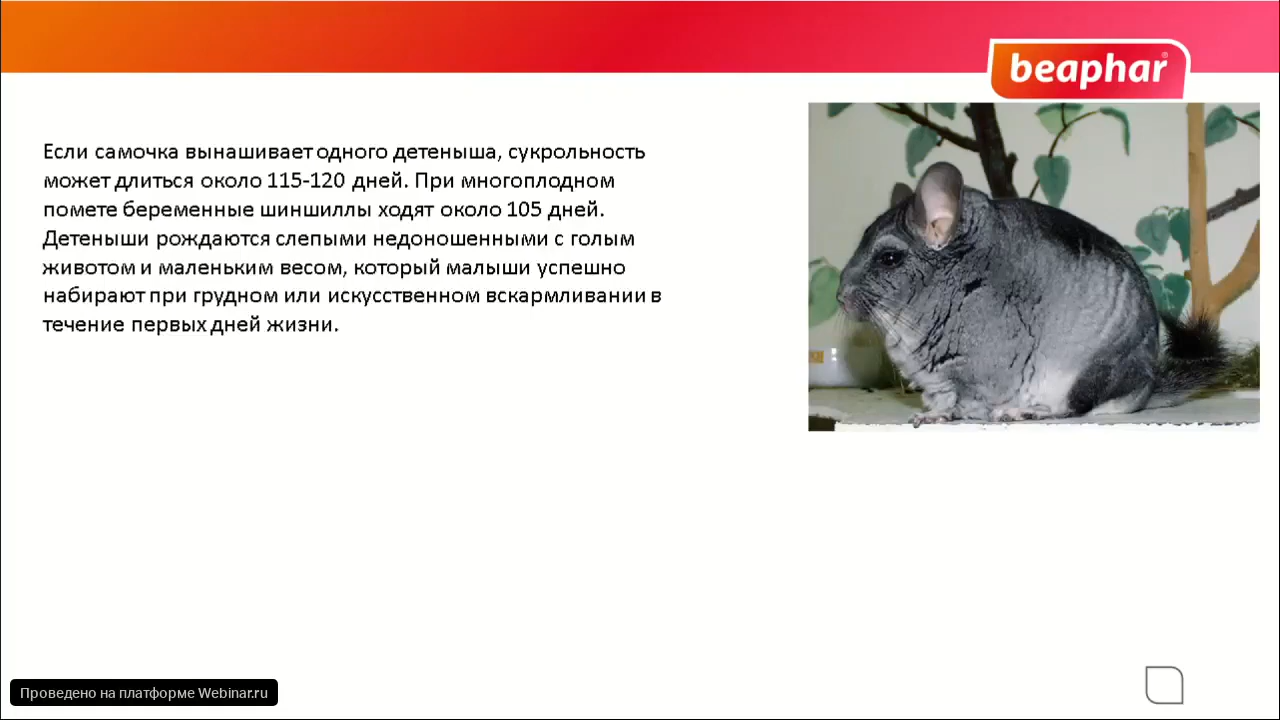 beaphar
Если самочка вынашивает одного детеныша, сукрольность
может длиться около 115-120 дней. При многоплодном
помете беременные шиншиллы ходят около 105 дней.
Детеныши рождаются слепыми недоношенными с голым
животом и маленьким весом, который малыши успешно
набирают при грудном или искусственном вскармливании в
течение первых дней жизни.
Проведено на платформе Webinar.ru